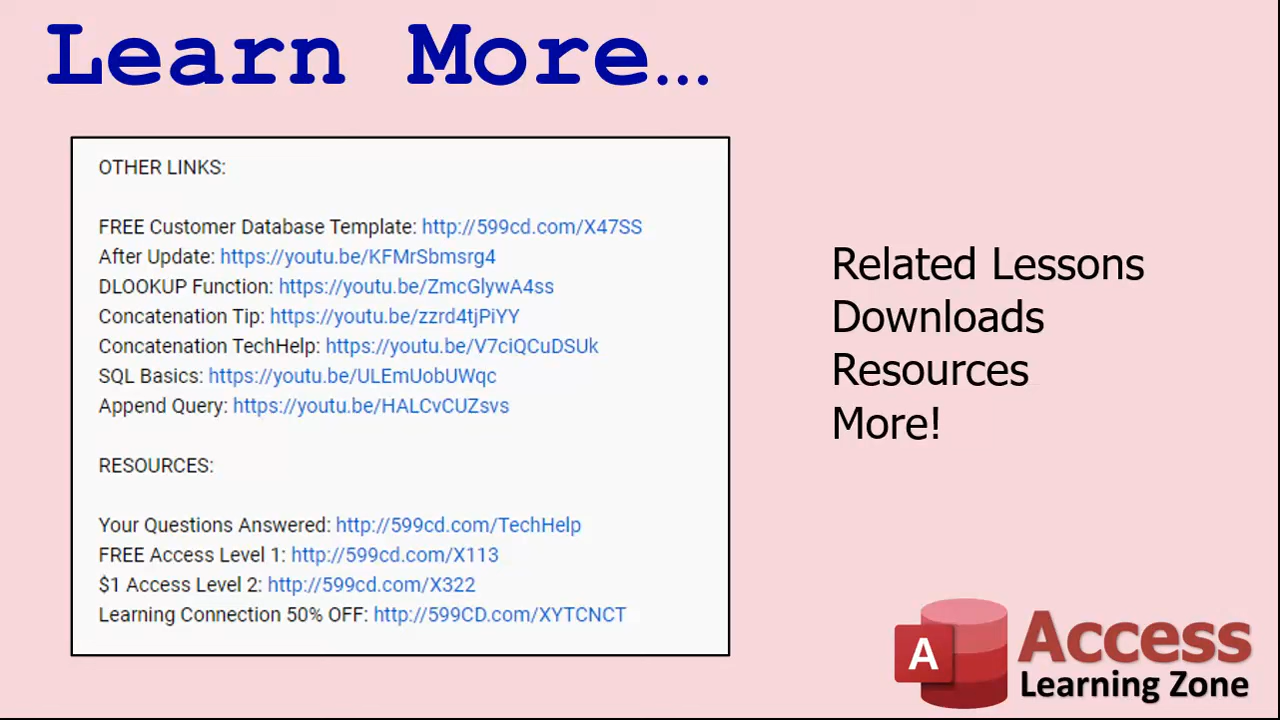 Learn More...
OTHER LINKS:
FREE Customer Database Template: http://599cd.com/X47SS
After Update: https://youtu.be/KFMrSbmsrg4
DLOOKUP Function: https://youtu.be/ZmcGlywA4ss
Concatenation Tip: https://youtu.be/zzrd4tjPiYY
Concatenation TechHelp: https://youtu.be/V7ciQCuDSUk
SQL Basics: https://youtu.be/ULEmUobUWqc
Append Query: https://youtu.be/HALCvCUZsvs
RESOURCES:
Your Questions Answered: http://599cd.com/TechHelp
FREE Access Level 1: http://599cd.com/X113
$1 Access Level 2: http://599cd.com/X322
Learning Connection 50% OFF: http://599CD.com/XYTCNCT
Related Lessons
Downloads
Resources
More!
A
Access
Learning Zone